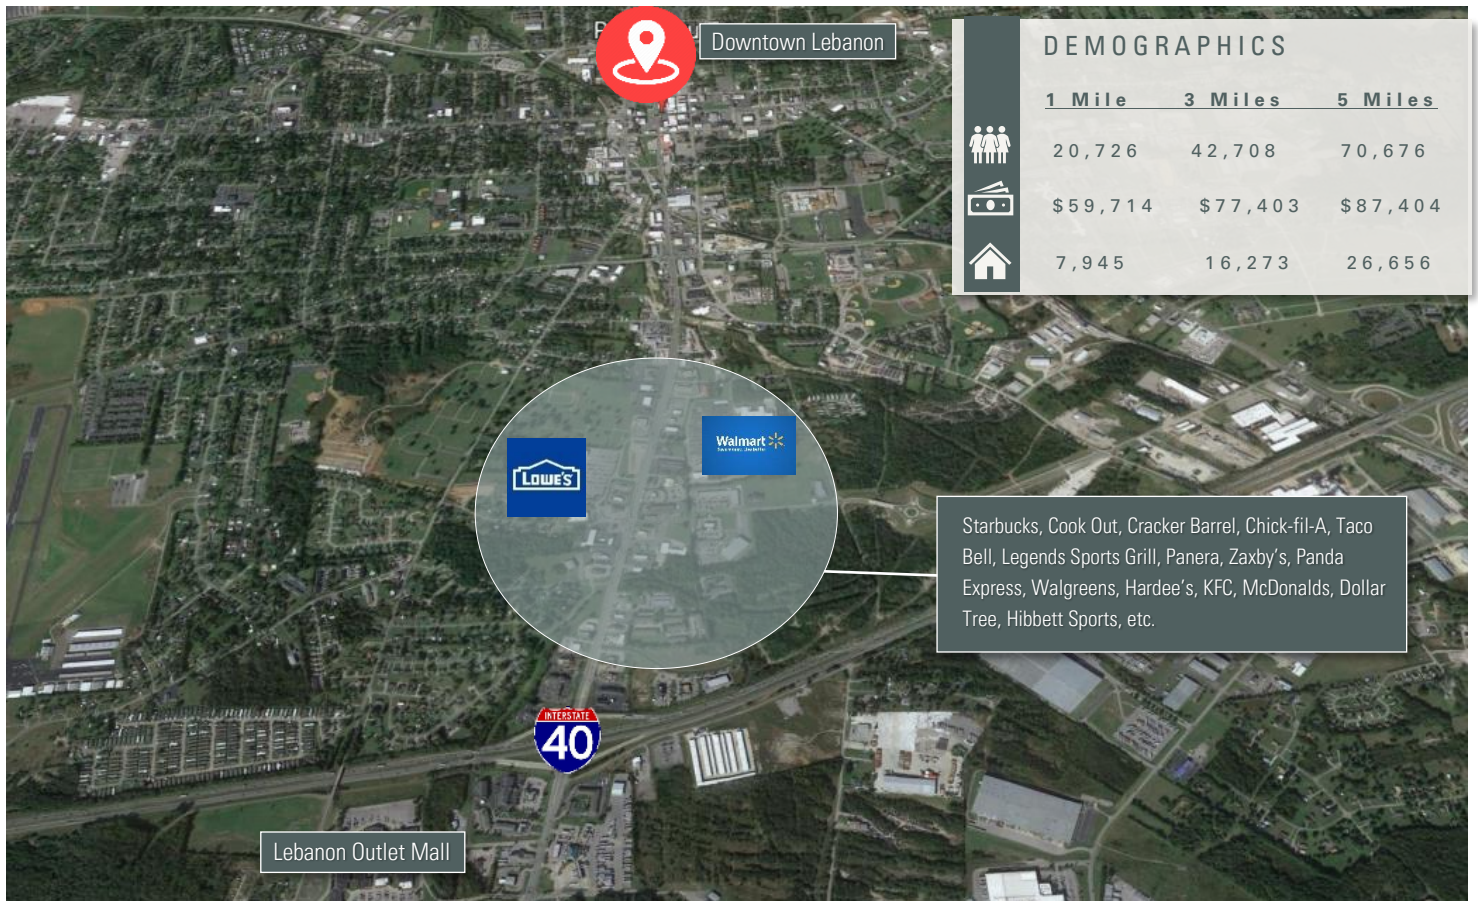 Downtown Lebanon
DEMOGRAPHICS
1 Mile 3 Miles 5 Miles
20,726 42,708 70,676
$59,714 $77,403 $87,404
7,945 16,273 26,656
Walmart
LOWE'S
Starbucks, Cook Out, Cracker Barrel, Chick-fil-A, Taco
Bell, Legends Sports Grill, Panera, Zaxby's, Panda
Express, Walgreens, Hardee's, KFC, McDonalds, Dollar
Tree, Hibbett Sports, etc.
INTERSTATE
40
Lebanon Outlet Mall